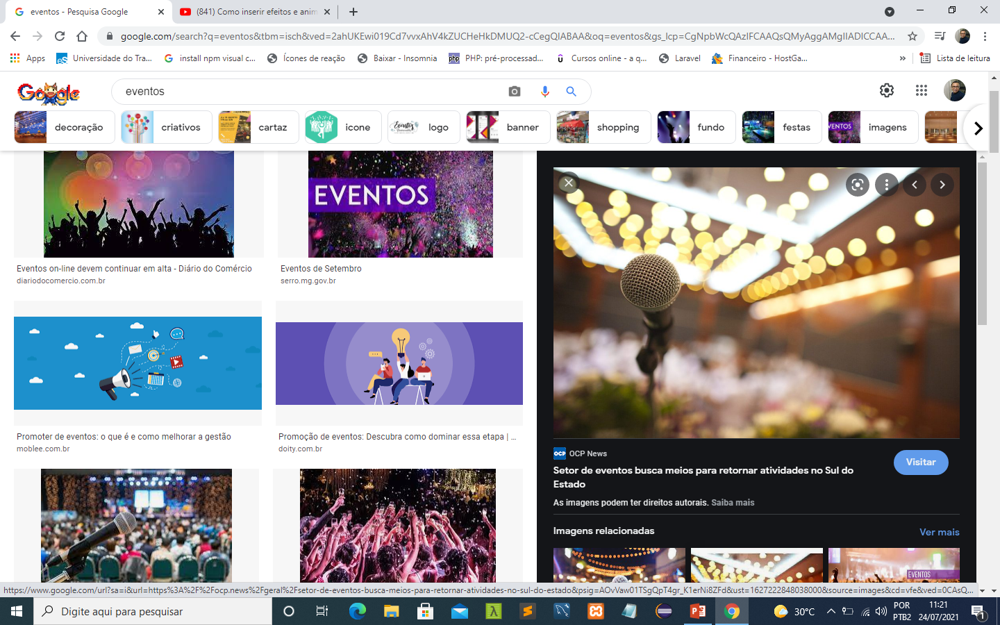 eventos - Pesquisa Google
(841) Como inserir efeitos e anim
google.com/search?q=eventos&tbm=isch&ved=2ahUKEwi019Cd7vvxAhV4kZUCHeHkDMUQ2-cCegQIABAA&oq=eventos&gs_lcp=CgNpbWcQAzIFCAAQsQMyAggAMgIIADICCAA...
Apps
Universidade do Tra...
install npm visual c...
Ícones de reação
Baixar - Insomnia
PHP: pré-processad...
Cursos online - a q...
Laravel
Financeiro - HostGa...
»
Lista de leitura
Google
eventos
decoração
criativos
cartaz
icone
logo
banner
shopping
fundo
festas
imagens
EVENTOS
Eventos on-line devem continuar em alta - Diário do Comércio
diariodocomercio.com.br
Eventos de Setembro
serro.mg.gov.br
Promoter de eventos: o que é e como melhorar a gestão
moblee.com.br
Promoção de eventos: Descubra como dominar essa etapa | ...
doity.com.br
OCP OCP News
Setor de eventos busca meios para retornar atividades no Sul do
Estado
Visitar
As imagens podem ter direitos autorais. Saiba mais
Imagens relacionadas
Ver mais
EVENTOS
https://www.google.com/url?sa=i&url=https%3A%2F%2Focp.news%2Fgeral%2Fsetor-de-eventos-busca-meios-para-retornar-atividades-no-sul-do-estado&psig=AOvVaw01TSgQpT4gr_K1erNi8ZFd&ust=1627222848038000&source=images&cd=vfe&ved=0CAsQ...
Digite aqui para pesquisar
30°C
POR
PTB2
11:21
24/07/2021
1